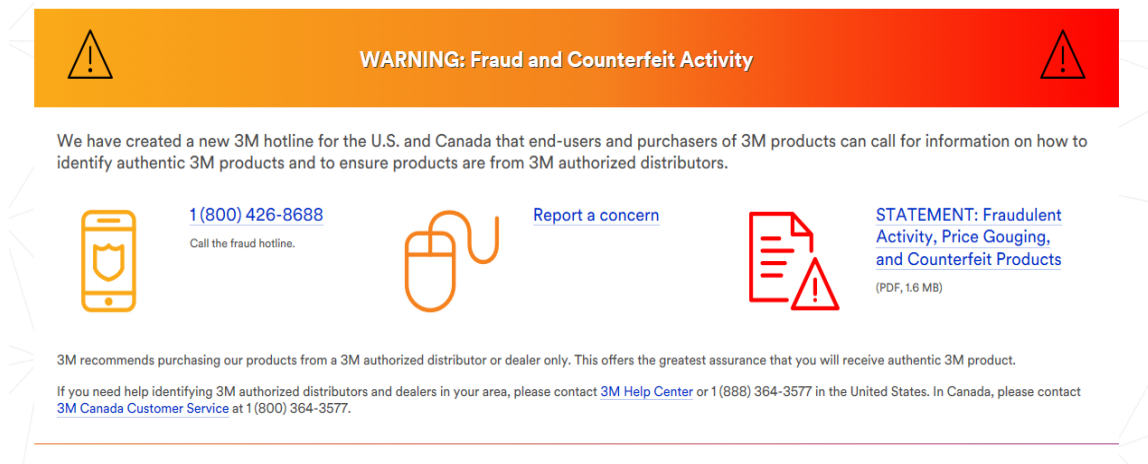 WARNING: Fraud and Counterfeit Activity
We have created a new 3M hotline for the U.S. and Canada that end-users and purchasers of 3M products can call for information on how to
identify authentic 3M products and to ensure products are from 3M authorized distributors.
1 (800) 426-8688
Call the fraud hotline.
Report a concern
STATEMENT: Fraudulent
Activity, Price Gouging,
and Counterfeit Products
(PDF, 1.6 MB)
3M recommends purchasing our products from a 3M authorized distributor or dealer only. This offers the greatest assurance that you will receive authentic 3M product.
If you need help identifying 3M authorized distributors and dealers in your area, please contact 3M Help Center or 1 (888) 364-3577 in the United States. In Canada, please contact
3M Canada Customer Service at 1 (800) 364-3577.